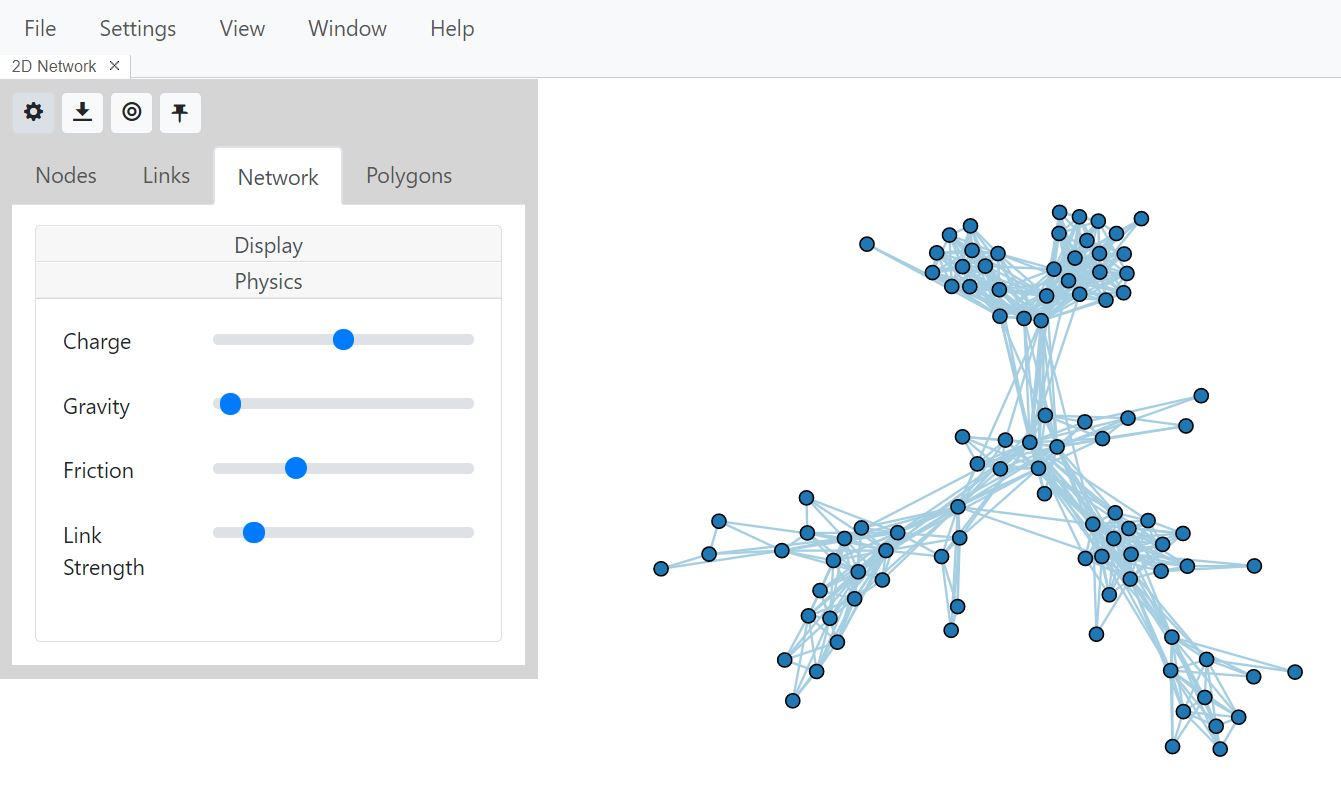 File Settings View Window Help
2D Network ×
Nodes Links Network Polygons
Display
Physics
Charge
Gravity
Friction
Link
Strength